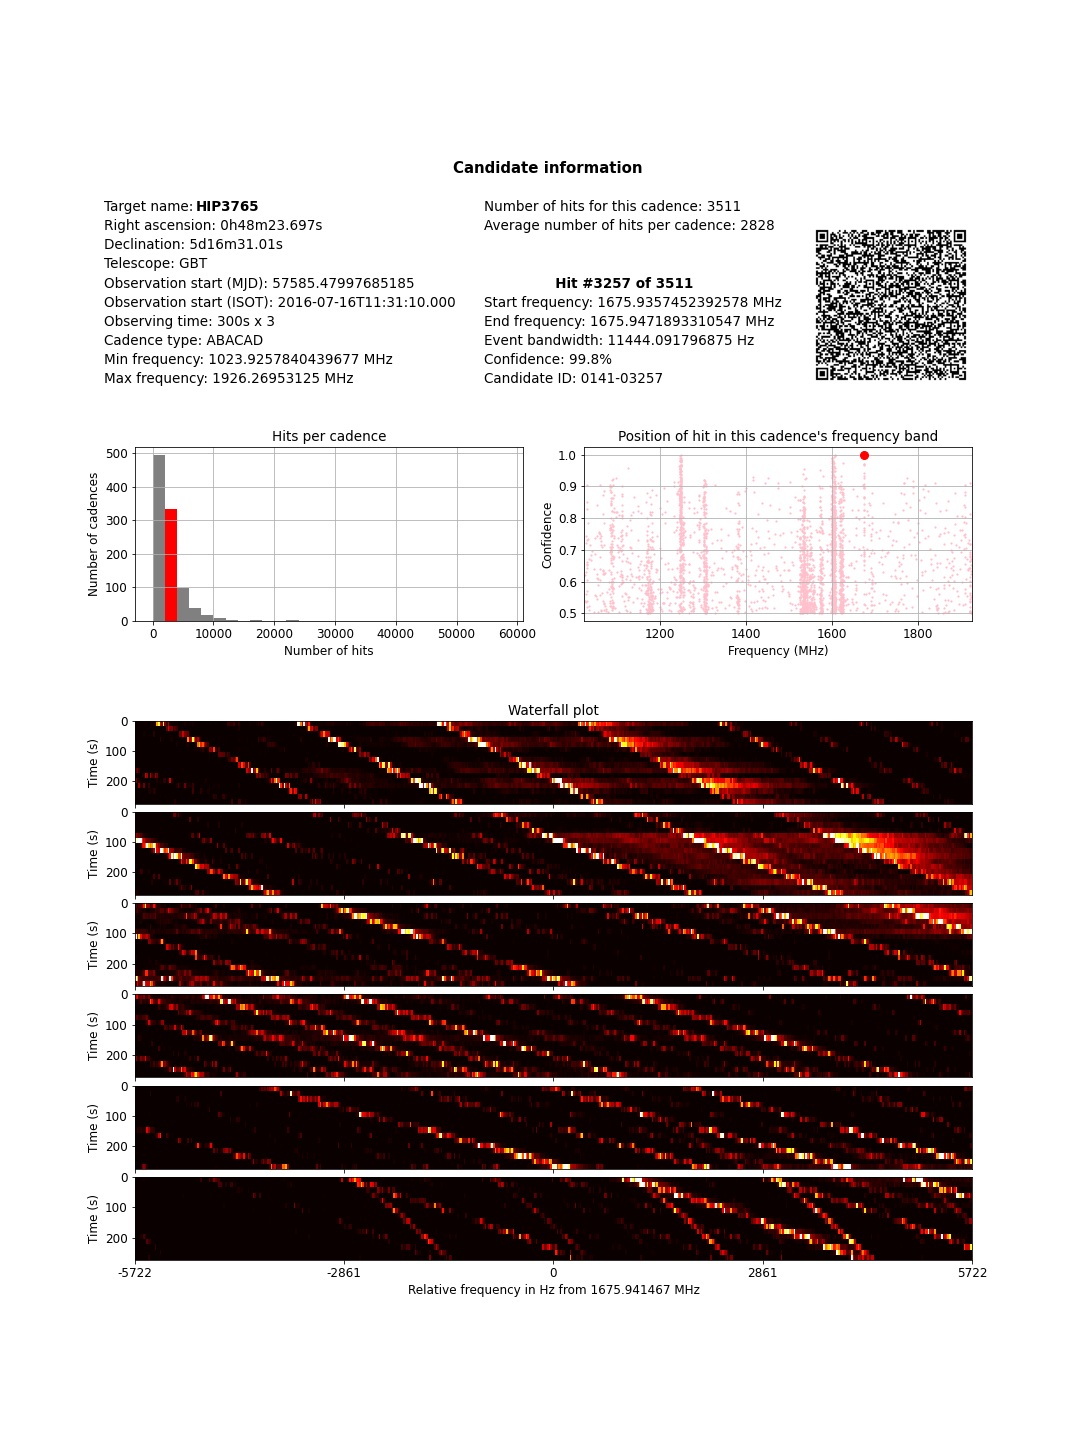 Candidate information
Target name: HIP3765
Right ascension: 0h48m23.697s
Declination: 5d16m31.01s
Telescope: GBT
Observation start (MJD): 57585.47997685185
Observation start (ISOT): 2016-07-16T11:31:10.000
Observing time: 300s x 3
Cadence type: ABACAD
Min frequency: 1023.9257840439677 MHz
Max frequency: 1926.26953125 MHz
Number of hits for this cadence: 3511
Average number of hits per cadence: 2828
Hit #3257 of 3511
Start frequency: 1675.9357452392578 MHz
End frequency: 1675.9471893310547 MHz
Event bandwidth: 11444.091796875 Hz
Confidence: 99.8%
Candidate ID: 0141-03257
Hits per cadence
Number of cadences
500
400
300
200
100
0
0 10000 20000 30000 40000 50000 60000
Number of hits
Position of hit in this cadence's frequency band
Confidence
1.0
0.9
0.8
0.7
0.6
0.5
1200 1400 1600 1800
Frequency (MHz)
Waterfall plot
Time (s)
0
100
200
Time (s)
0
100
200
Time (s)
0
100
200
Time (s)
0
100
200
Time (s)
0
100
200
Time (s)
0
100
200
-5722 -2861 0 2861 5722
Relative frequency in Hz from 1675.941467 MHz